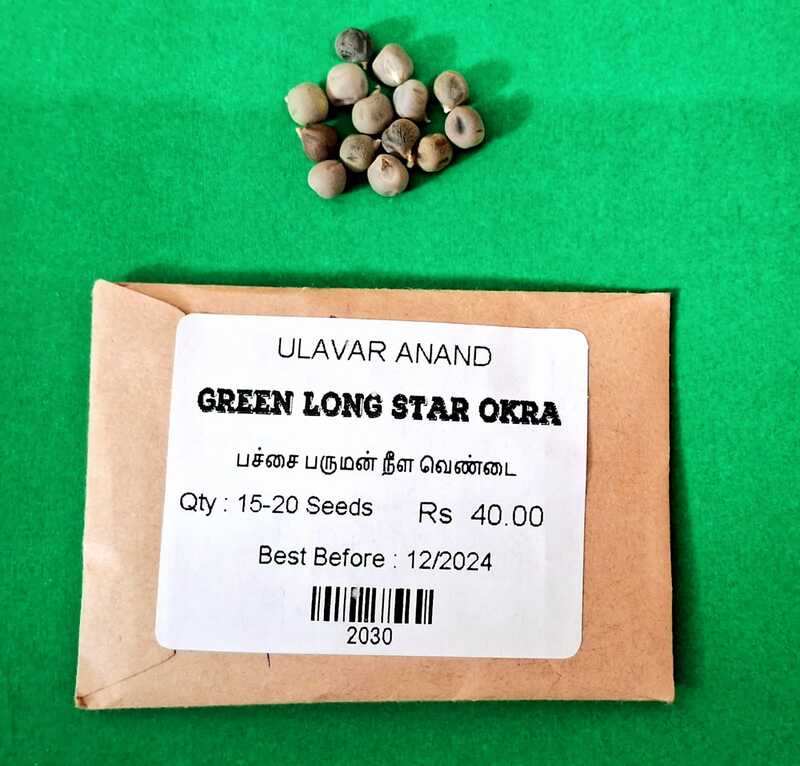 ULAVAR ANAND
GREEN LONG STAR OKRA
பச்சை பருமன் நீள வெண்டை
Qty : 15-20 Seeds Rs 40.00
Best Before : 12/2024
2030